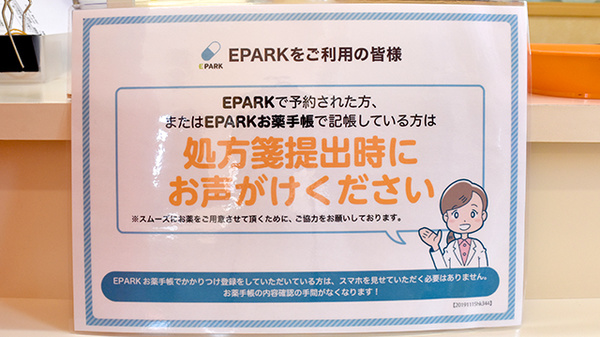 EPARK
EPARKをご利用の皆様
EPARKで予約された方、
またはEPARKお薬手帳で記帳している方は
処方箋提出時に
お声がけください
※スムーズにお薬をご用意させて頂くために、ご協力をお願いしております。
EPARK お薬手帳でかかりつけ登録をしていただいている方は、スマホを見せていただく必要はありません。
お薬手帳の内容確認の手間がなくなります!